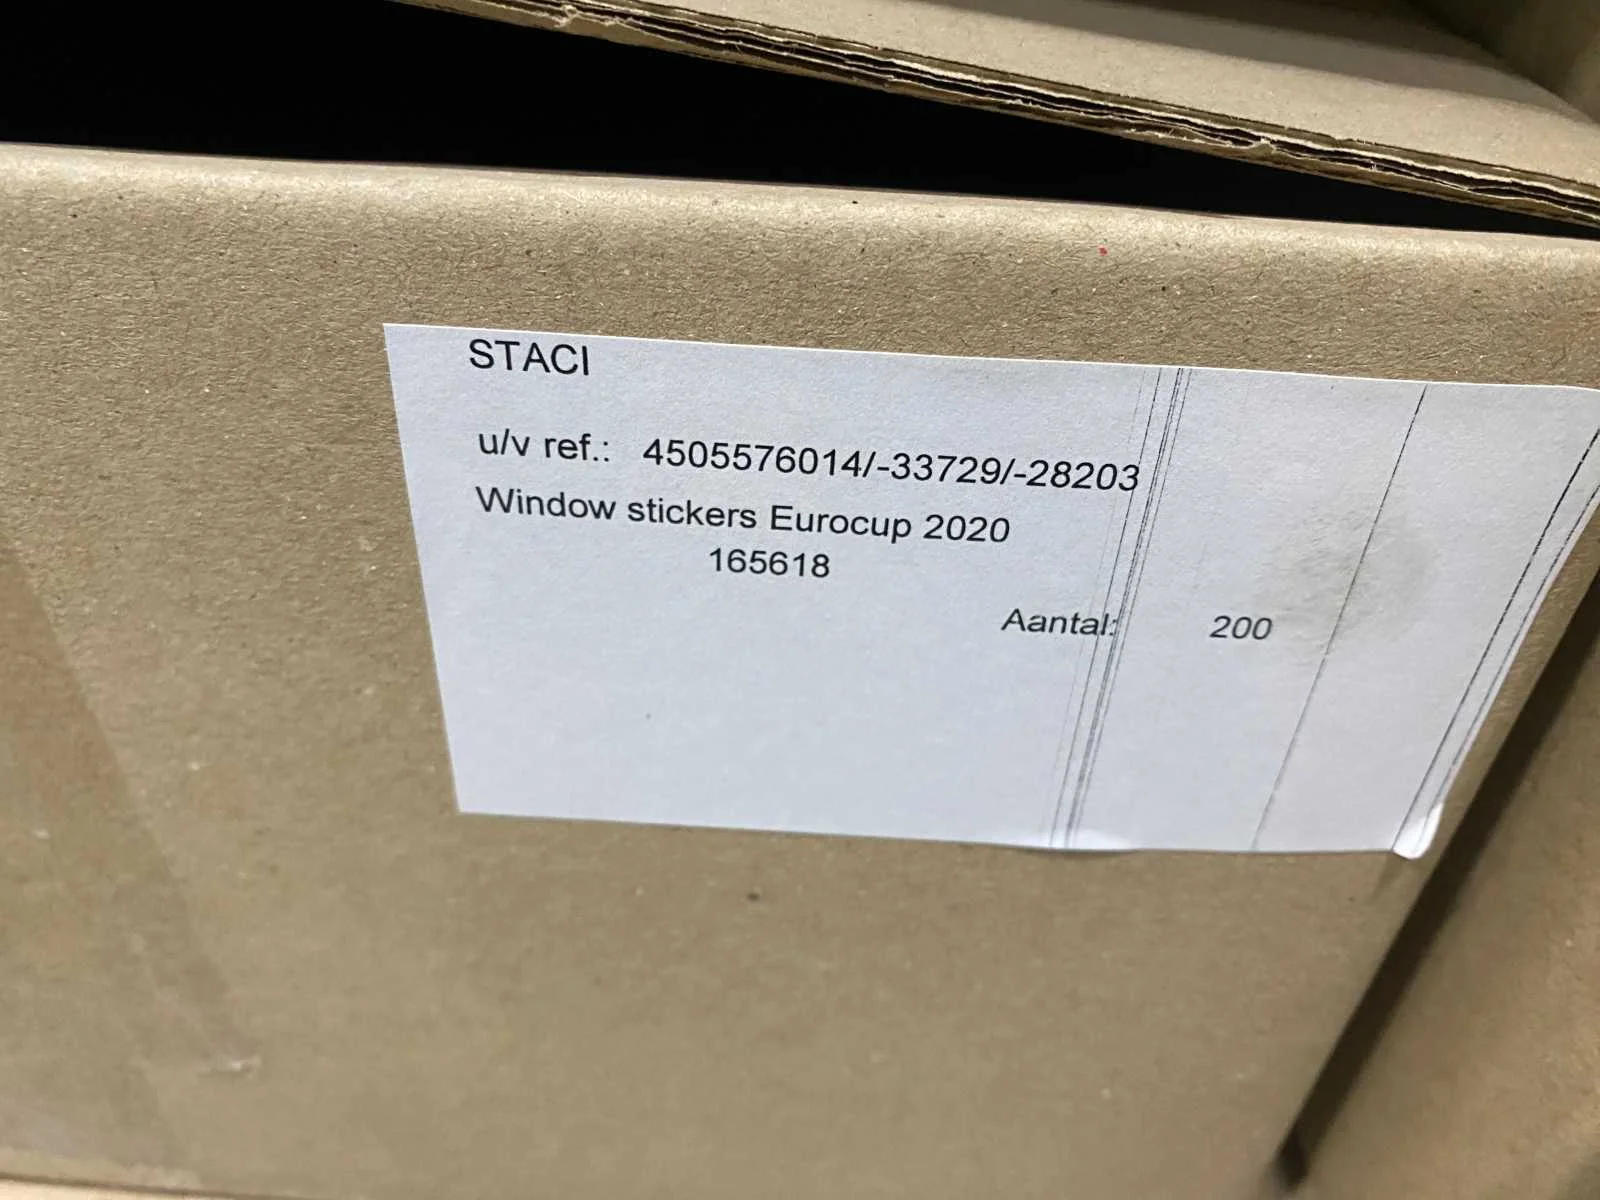 STACI
u/v ref.: 4505576014/-33729/-28203
Window stickers Eurocup 2020
165618
Aantal: 200